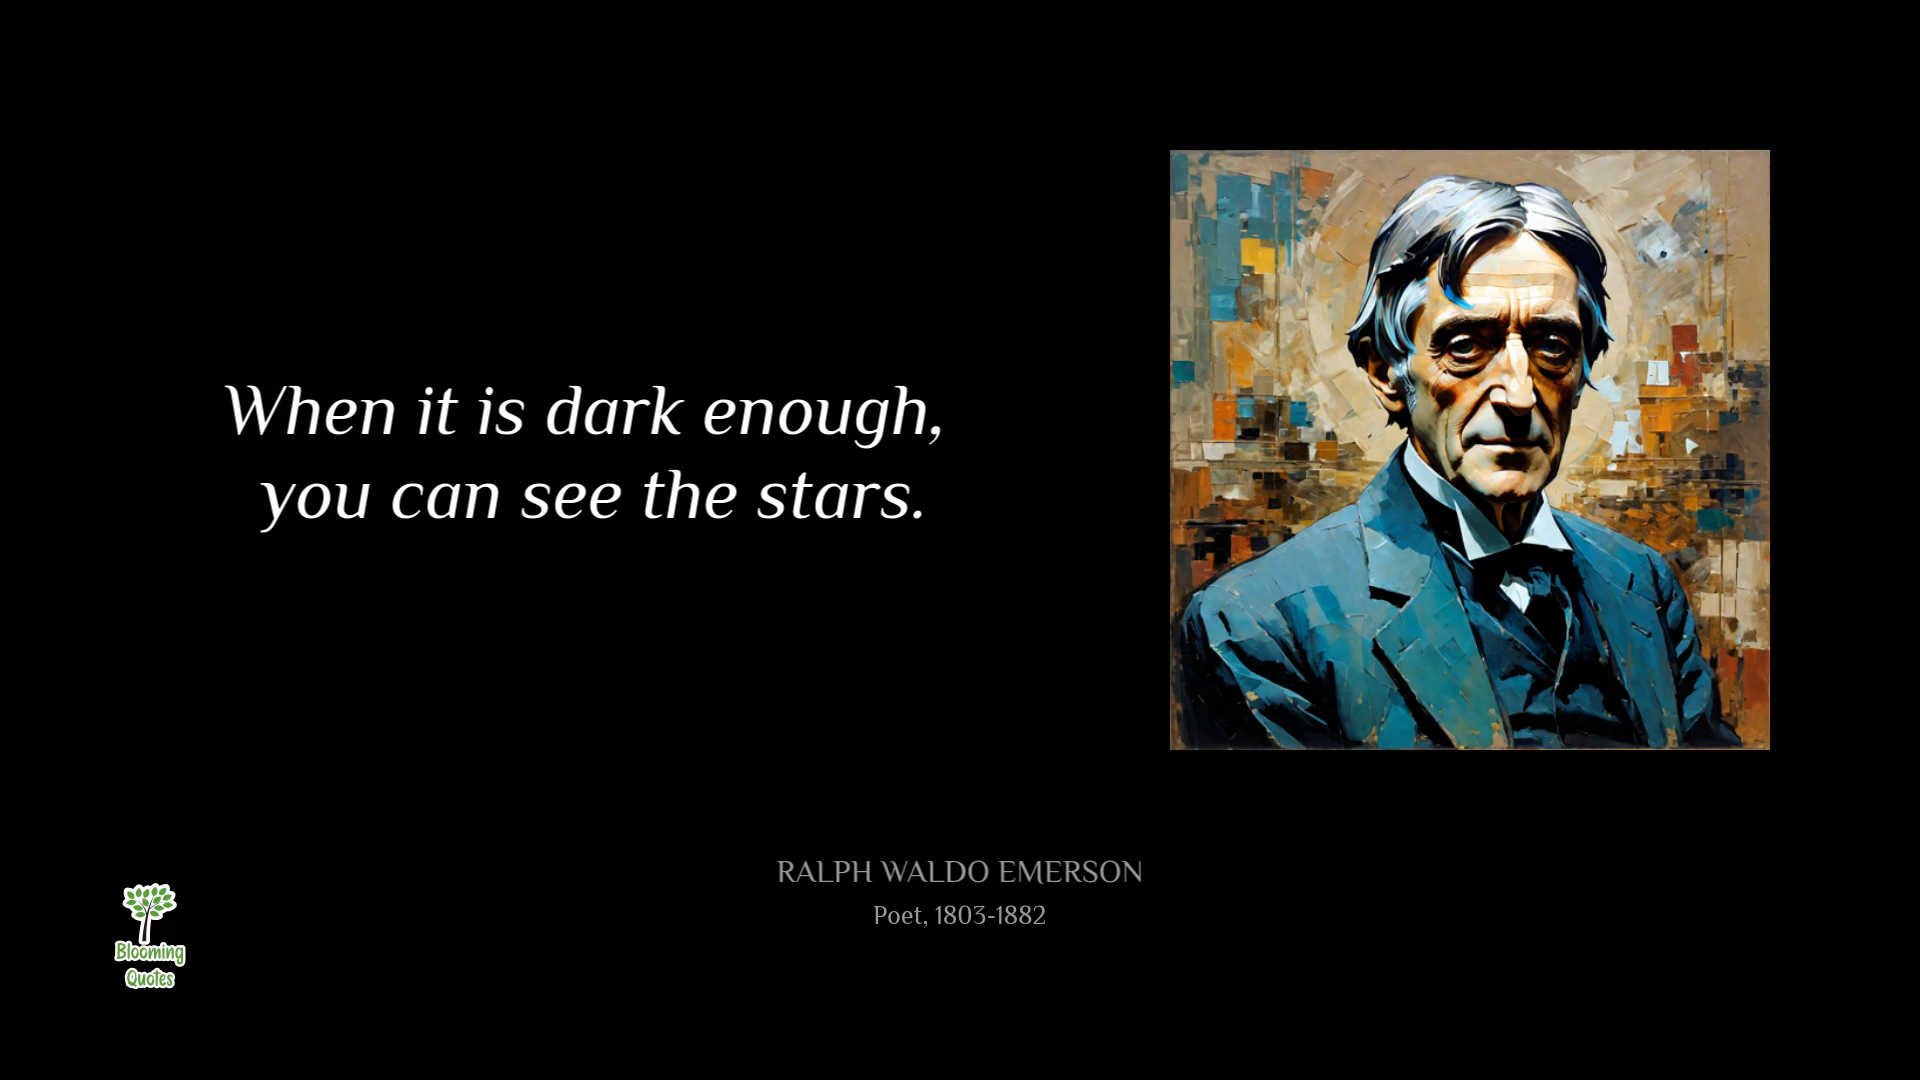 When it is dark enough,
you can see the stars.
RALPH WALDO EMERSON
Poet, 1803-1882
Blooming
Quotes